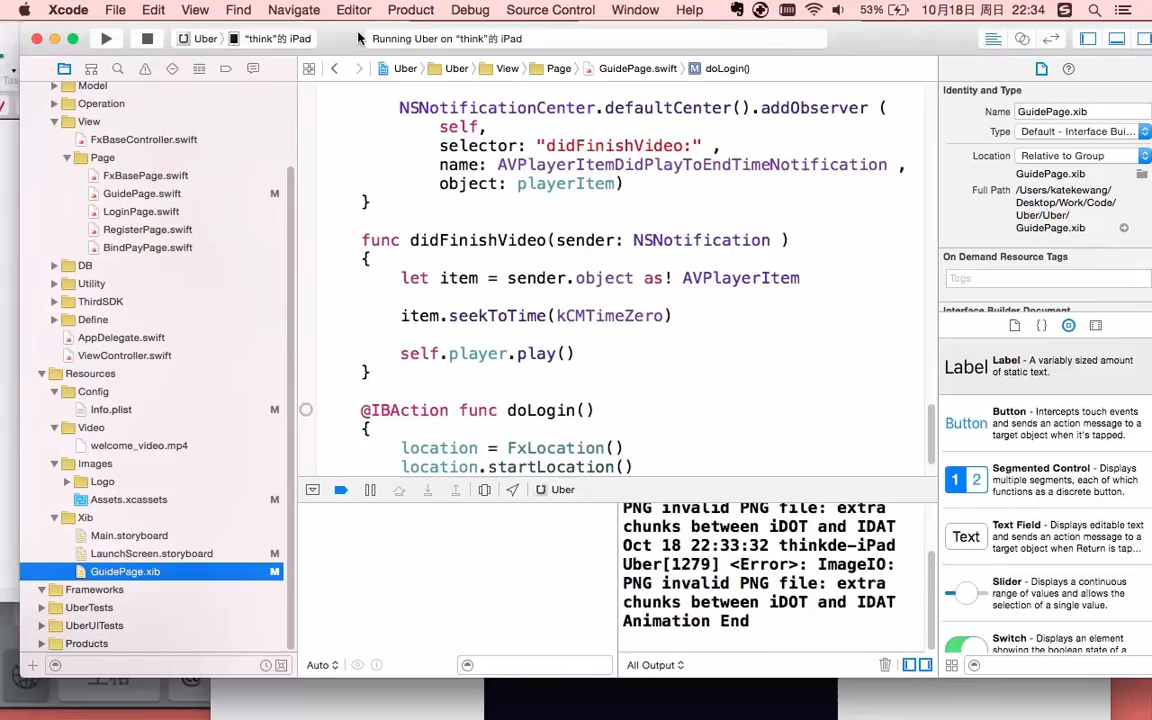 Xcode File Edit View Find Navigate Editor Product Debug Source Control Window Help 53% 10月18日 周日 22:34
Uber "think"的 iPad Running Uber on "think"的 iPad
Uber Uber View Page GuidePage.swift M doLogin()
Model
Operation
View
FxBaseController.swift
Page
FxBasePage.swift
GuidePage.swift M
LoginPage.swift
RegisterPage.swift
BindPayPage.swift
DB
Utility
ThirdSDK
Define
AppDelegate.swift
ViewController.swift
Resources
Config
Info.plist M
Video
welcome_video.mp4
Images
Logo
Assets.xcassets M
Xib
Main.storyboard
LaunchScreen.storyboard M
GuidePage.xib M
Frameworks
UberTests
UberUITests
Products
NSNotificationCenter.defaultCenter().addObserver (
self,
selector: "didFinishVideo:" ,
name: AVPlayerItemDidPlayToEndTimeNotification ,
object: playerItem)
}
func didFinishVideo(sender: NSNotification )
{
let item = sender.object as! AVPlayerItem
item.seekToTime(kCMTimeZero)
self.player.play()
}
@IBAction func doLogin()
{
location = FxLocation()
location.startLocation()
Uber
PNG invalid PNG file: extra
chunks between iDOT and IDAT
Oct 18 22:33:32 thinkde-iPad
Uber[1279] <Error>: ImageIO:
PNG invalid PNG file: extra
chunks between iDOT and IDAT
Animation End
Auto
All Output
Identity and Type
Name GuidePage.xib
Type Default - Interface Bui...
Location Relative to Group
GuidePage.xib
Full Path /Users/katekewang/
Desktop/Work/Code/
Uber/Uber/
GuidePage.xib
On Demand Resource Tags
Tags
Interface Builder Document
Label Label - A variably sized amount
of static text.
Button Button - Intercepts touch events
and sends an action message to a
target object when it's tapped.
1 2 Segmented Control - Displays
multiple segments, each of which
functions as a discrete button.
Text Text Field - Displays editable text
and sends an action message to a
target object when Return is tap...
Slider - Displays a continuous
range of values and allows the
selection of a single value.
Switch - Displays an element
showing the boolean state of a